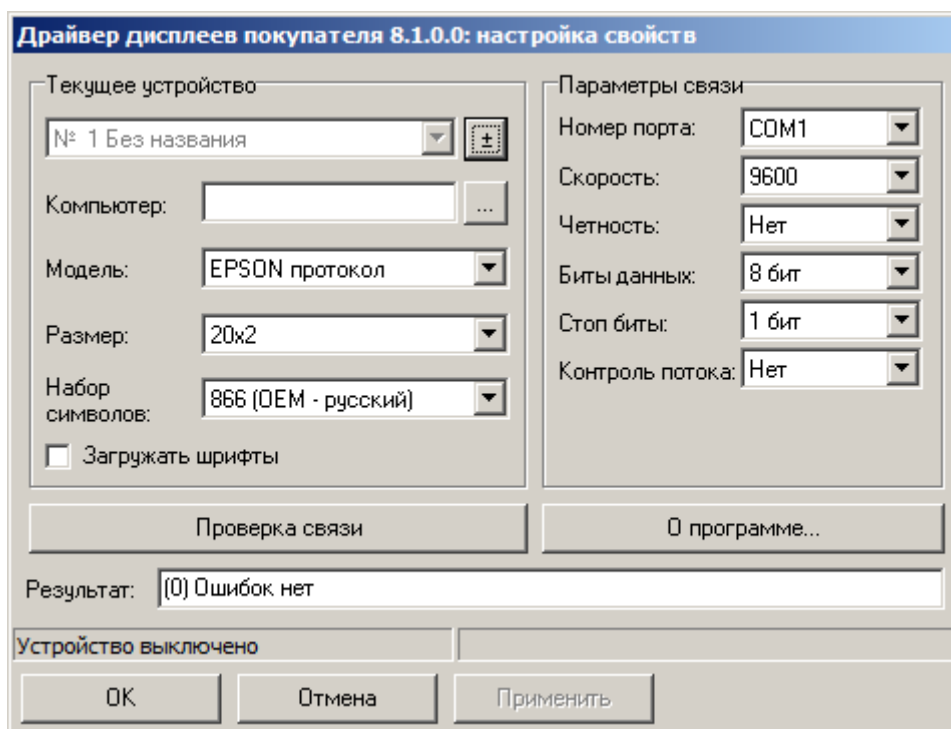 Драйвер дисплеев покупателя 8.1.0.0: настройка свойств
Текущее устройство
№ 1 Без названия
±
Компьютер:
...
Модель:
EPSON протокол
Размер:
20x2
Набор
символов:
866 (OEM - русский)
Загружать шрифты
Параметры связи
Номер порта:
COM1
Скорость:
9600
Четность:
Нет
Биты данных:
8 бит
Стоп биты:
1 бит
Контроль потока:
Нет
Проверка связи
О программе...
Результат:
(0) Ошибок нет
Устройство выключено
OK
Отмена
Применить